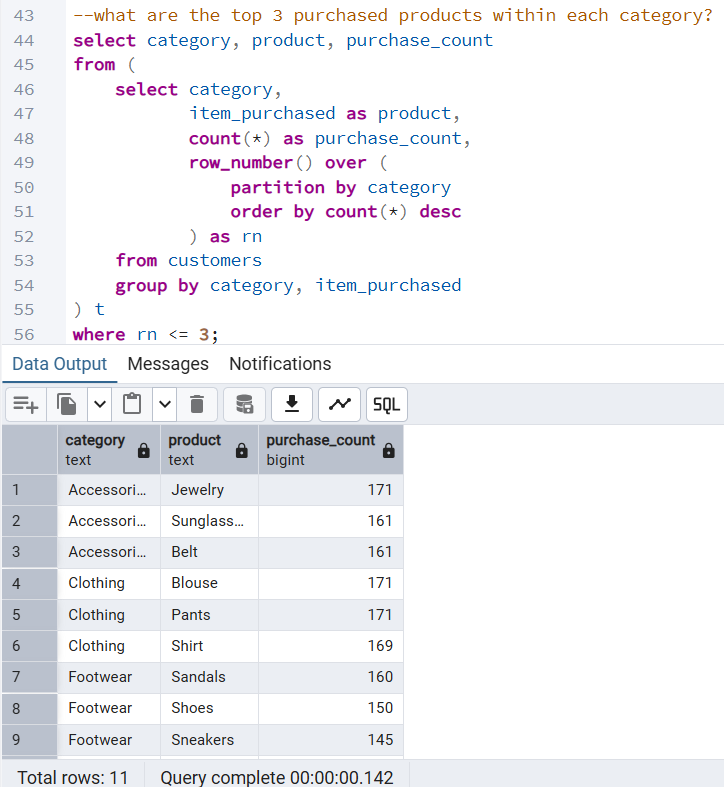 43 --what are the top 3 purchased products within each category?
44 select category, product, purchase_count
45 from (
46 select category,
47 item_purchased as product,
48 count(*) as purchase_count,
49 row_number() over (
50 partition by category
51 order by count(*) desc
52 ) as rn
53 from customers
54 group by category, item_purchased
55 ) t
56 where rn <= 3;
Data Output Messages Notifications
SQL
category product purchase_count
text text bigint
1 Accessori... Jewelry 171
2 Accessori... Sunglass... 161
3 Accessori... Belt 161
4 Clothing Blouse 171
5 Clothing Pants 171
6 Clothing Shirt 169
7 Footwear Sandals 160
8 Footwear Shoes 150
9 Footwear Sneakers 145
Total rows: 11 Query complete 00:00:00.142